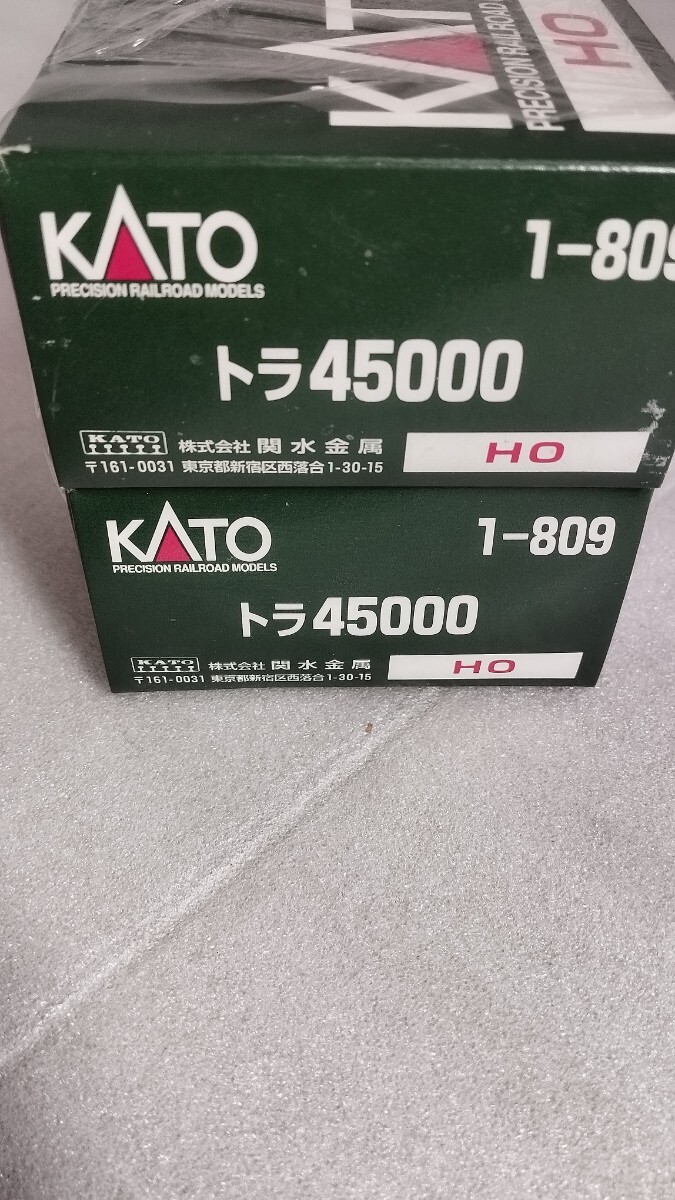 KAT
PRECISION RAILROAD
HO
KATO
PRECISION RAILROAD MODELS
1-809
トラ45000
KATO
株式会社 関水金属
〒161-0031 東京都新宿区西落合1-30-15
HO
KATO
PRECISION RAILROAD MODELS
1-809
トラ45000
KATO
株式会社 関水金属
〒161-0031 東京都新宿区西落合1-30-15
HO